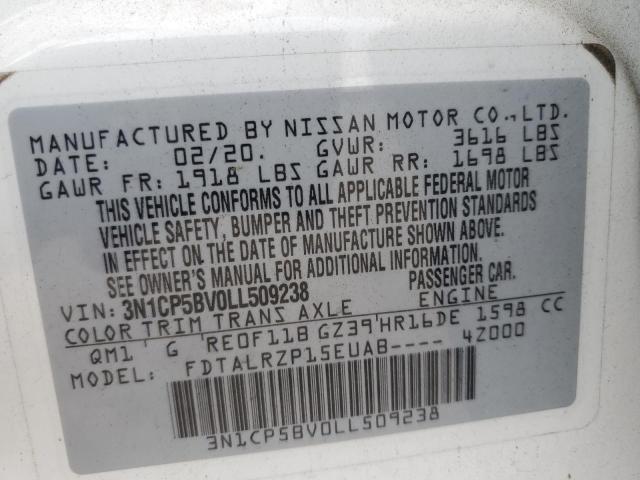 MANUFACTURED BY NISSAN MOTOR CO., LTD.
DATE: 02/20. GVWR: 3616 LBS
GAWR FR: 1918 LBS GAWR RR: 1698 LBS
THIS VEHICLE CONFORMS TO ALL APPLICABLE FEDERAL MOTOR
VEHICLE SAFETY, BUMPER AND THEFT PREVENTION STANDARDS
IN EFFECT ON THE DATE OF MANUFACTURE SHOWN ABOVE.
SEE OWNER'S MANUAL FOR ADDITIONAL INFORMATION.
VIN: 3N1CP5BV0LL509238 PASSENGER CAR.
COLOR TRIM TRANS AXLE ENGINE
QM1 G RE0F11B GZ39 HR16DE 1598 CC
MODEL: FDTALRZP15EUAB---- 4Z000
3N1CP5BV0LL509238